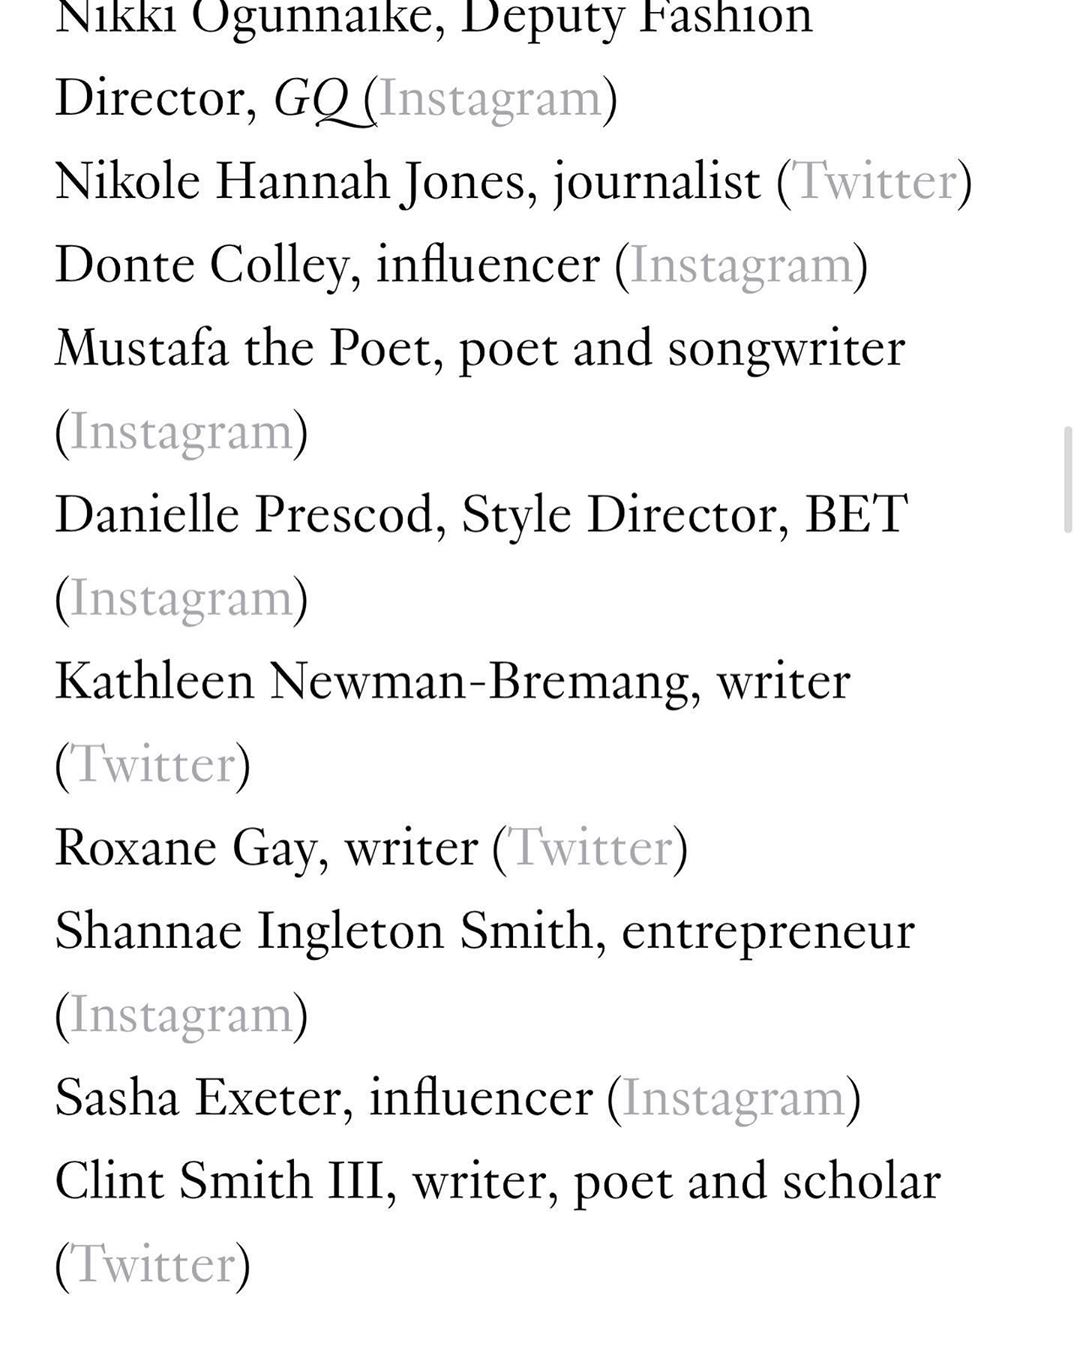 Nikki Ogunnaike, Deputy Fashion
Director, GQ (Instagram)
Nikole Hannah Jones, journalist (Twitter)
Donte Colley, influencer (Instagram)
Mustafa the Poet, poet and songwriter
(Instagram)
Danielle Prescod, Style Director, BET
(Instagram)
Kathleen Newman-Bremang, writer
(Twitter)
Roxane Gay, writer (Twitter)
Shannae Ingleton Smith, entrepreneur
(Instagram)
Sasha Exeter, influencer (Instagram)
Clint Smith III, writer, poet and scholar
(Twitter)